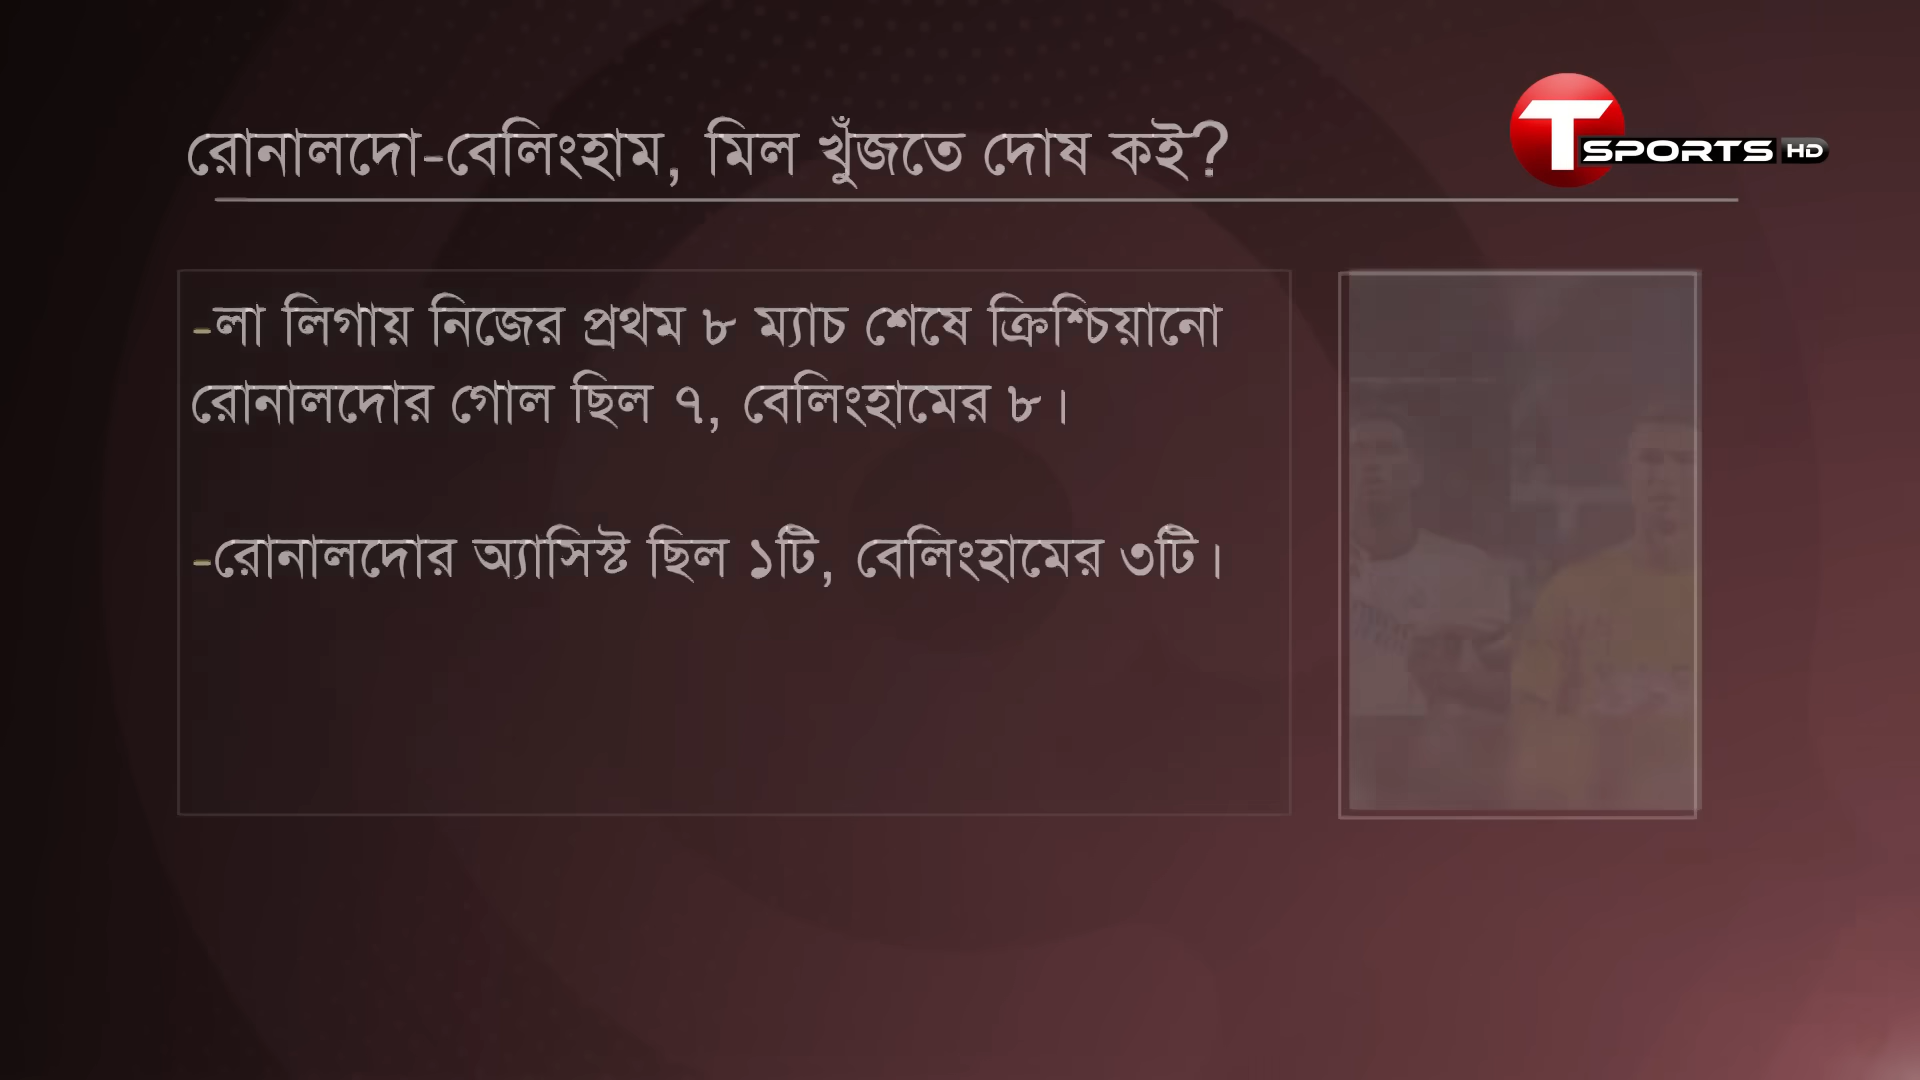 রোনালদো-বেলিংহাম, মিল খুঁজতে দোষ কই?
T SPORTS HD
-লা লিগায় নিজের প্রথম ৮ ম্যাচ শেষে ক্রিশ্চিয়ানো
রোনালদোর গোল ছিল ৭, বেলিংহামের ৮।
-রোনালদোর অ্যাসিস্ট ছিল ১টি, বেলিংহামের ৩টি।